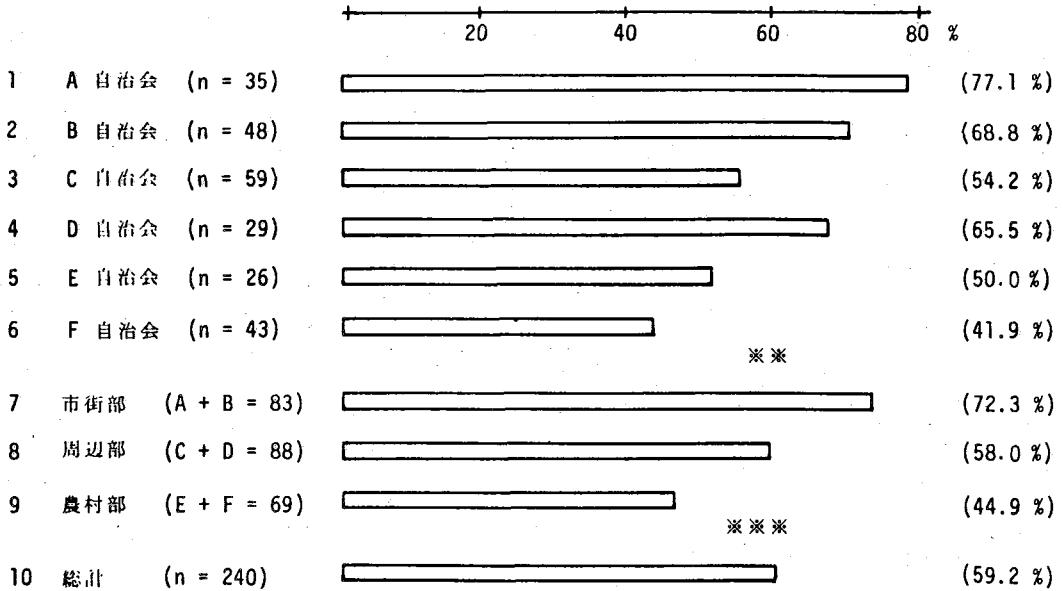 20 40 60 80 %
1 A 自治会 (n = 35) (77.1 %)
2 B 自治会 (n = 48) (68.8 %)
3 C 自治会 (n = 59) (54.2 %)
4 D 自治会 (n = 29) (65.5 %)
5 E 自治会 (n = 26) (50.0 %)
6 F 自治会 (n = 43) (41.9 %)
※※
7 市街部 (A + B = 83) (72.3 %)
8 周辺部 (C + D = 88) (58.0 %)
9 農村部 (E + F = 69) (44.9 %)
※※※
10 総計 (n = 240) (59.2 %)